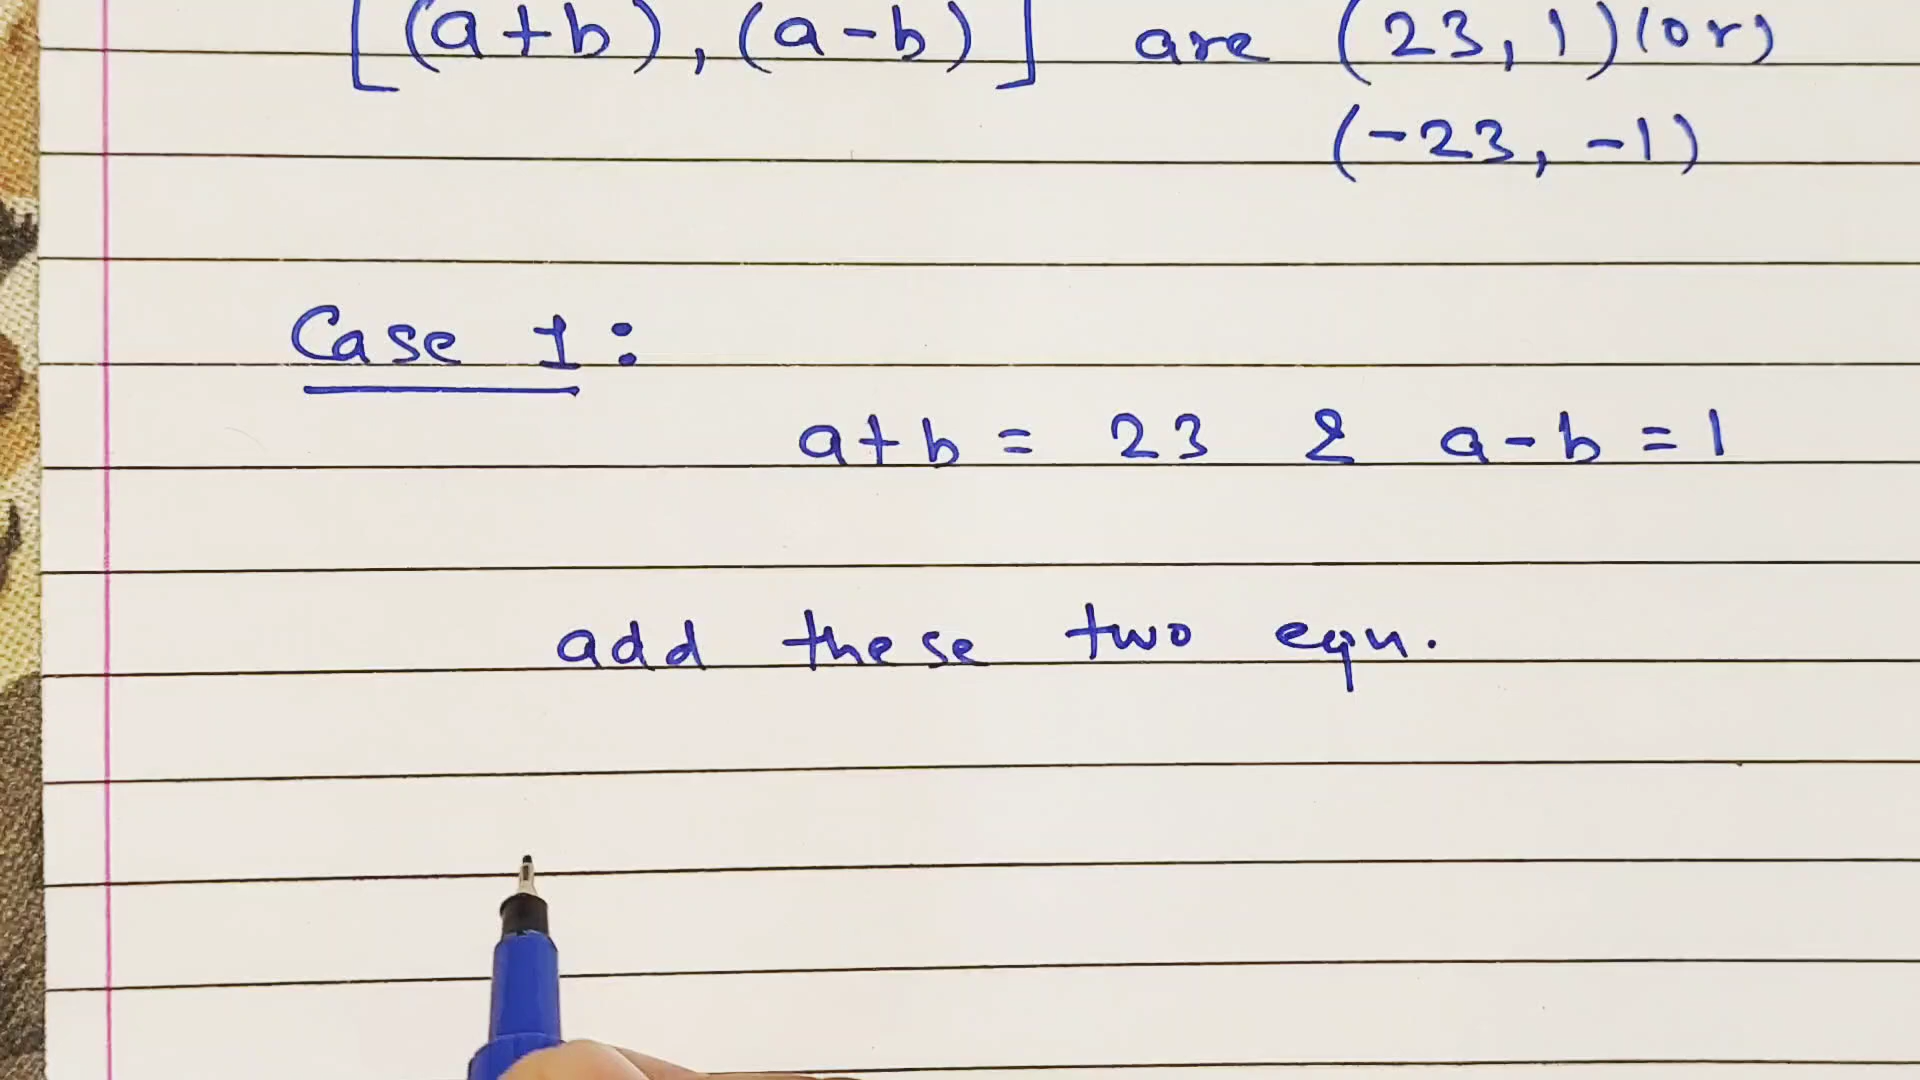 [(a+b), (a-b)] are (23, 1) (or)
(-23, -1)
Case 1:
a+b = 23 & a-b = 1
add these two eqn.